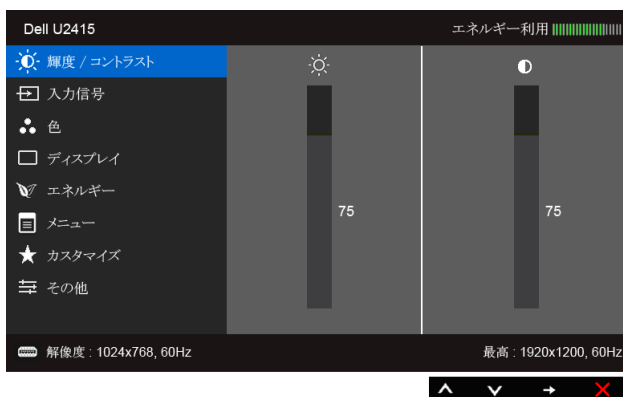 Dell U2415
エネルギー利用
輝度 / コントラスト
入力信号
色
ディスプレイ
エネルギー
メニュー
カスタマイズ
その他
75
75
解像度 : 1024x768, 60Hz
最高 : 1920x1200, 60Hz